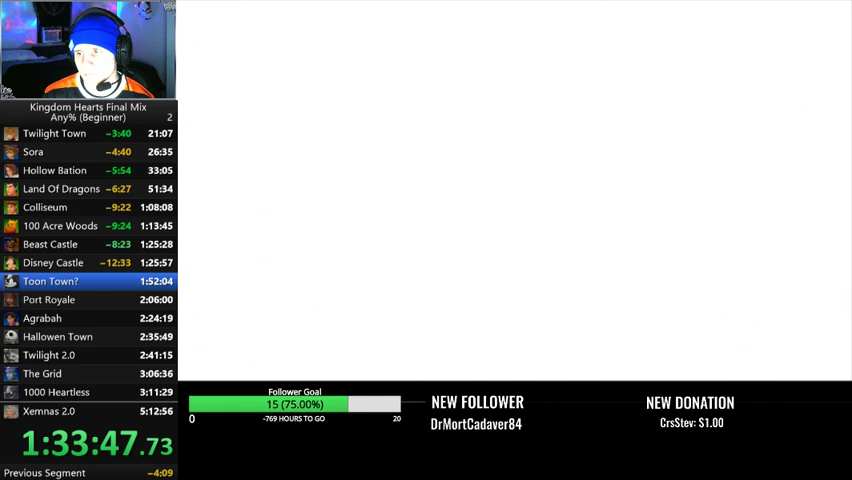 Kingdom Hearts Final Mix
Any% (Beginner) 2
Twilight Town −3:40 21:07
Sora −4:40 26:35
Hollow Bation −5:54 33:05
Land Of Dragons −6:27 51:34
Colliseum −9:22 1:08:08
100 Acre Woods −9:24 1:13:45
Beast Castle −8:23 1:25:28
Disney Castle −12:33 1:25:57
Toon Town? 1:52:04
Port Royale 2:06:00
Agrabah 2:24:19
Hallowen Town 2:35:49
Twilight 2.0 2:41:15
The Grid 3:06:36
1000 Heartless 3:11:29
Xemnas 2.0 5:12:56
1:33:47.73
Previous Segment −4:09
Follower Goal
15 (75.00%)
0 -769 HOURS TO GO 20
NEW FOLLOWER
DrMortCadaver84
NEW DONATION
CrsStev: $1.00